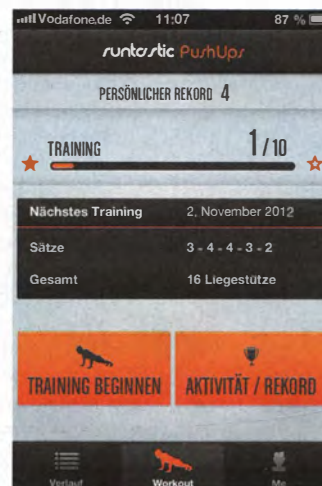 Vodafone.de 11:07 87 %
runtastic PushUps
PERSÖNLICHER REKORD 4
TRAINING 1/10
Nächstes Training 2. November 2012
Sätze 3 - 4 - 4 - 3 - 2
Gesamt 16 Liegestütze
TRAINING BEGINNEN AKTIVITÄT / REKORD
Verlauf Workout Me